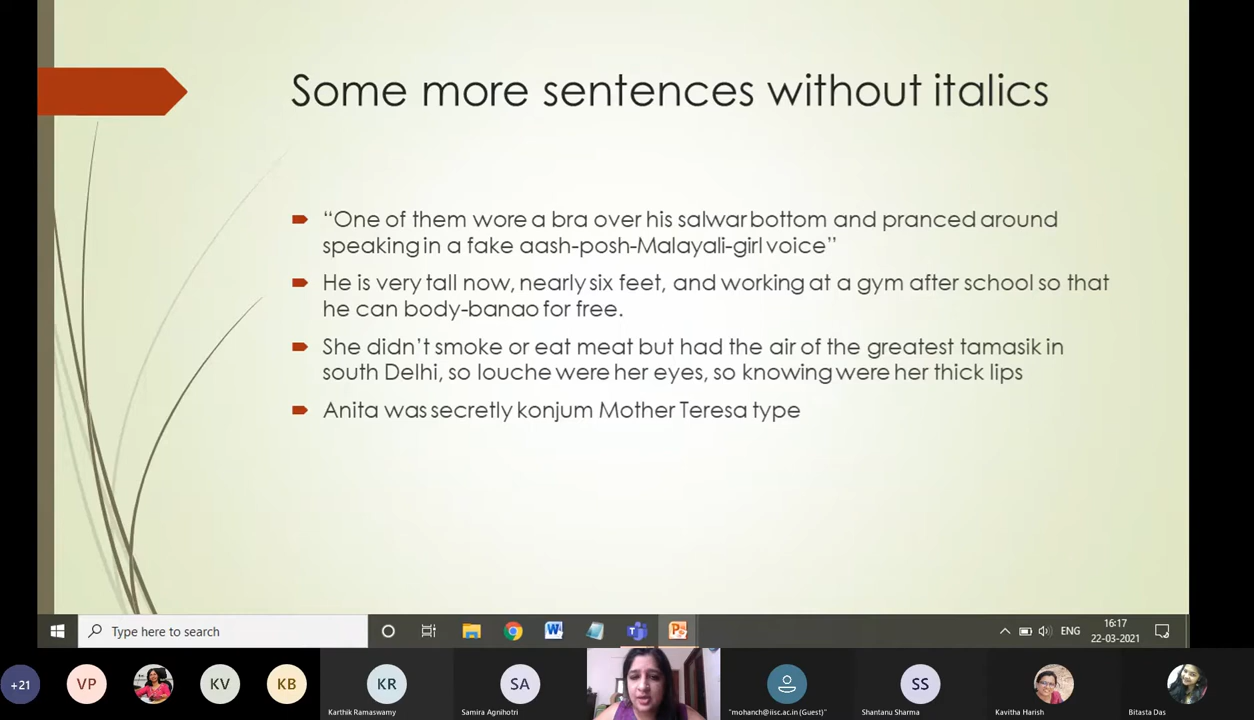 Some more sentences without italics
“One of them wore a bra over his salwar bottom and pranced around
speaking in a fake aash-posh-Malayali-girl voice”
He is very tall now, nearly six feet, and working at a gym after school so that
he can body-banao for free.
She didn’t smoke or eat meat but had the air of the greatest tamasik in
south Delhi, so louche were her eyes, so knowing were her thick lips
Anita was secretly konjum Mother Teresa type
Type here to search
ENG
16:17
22-03-2021
+21
VP
KV
KB
KR
SA
SS
Karthik Ramaswamy
Samira Agnihotri
"mohanch@iisc.ac.in (Guest)"
Shantanu Sharma
Kavitha Harish
Bitasta Das